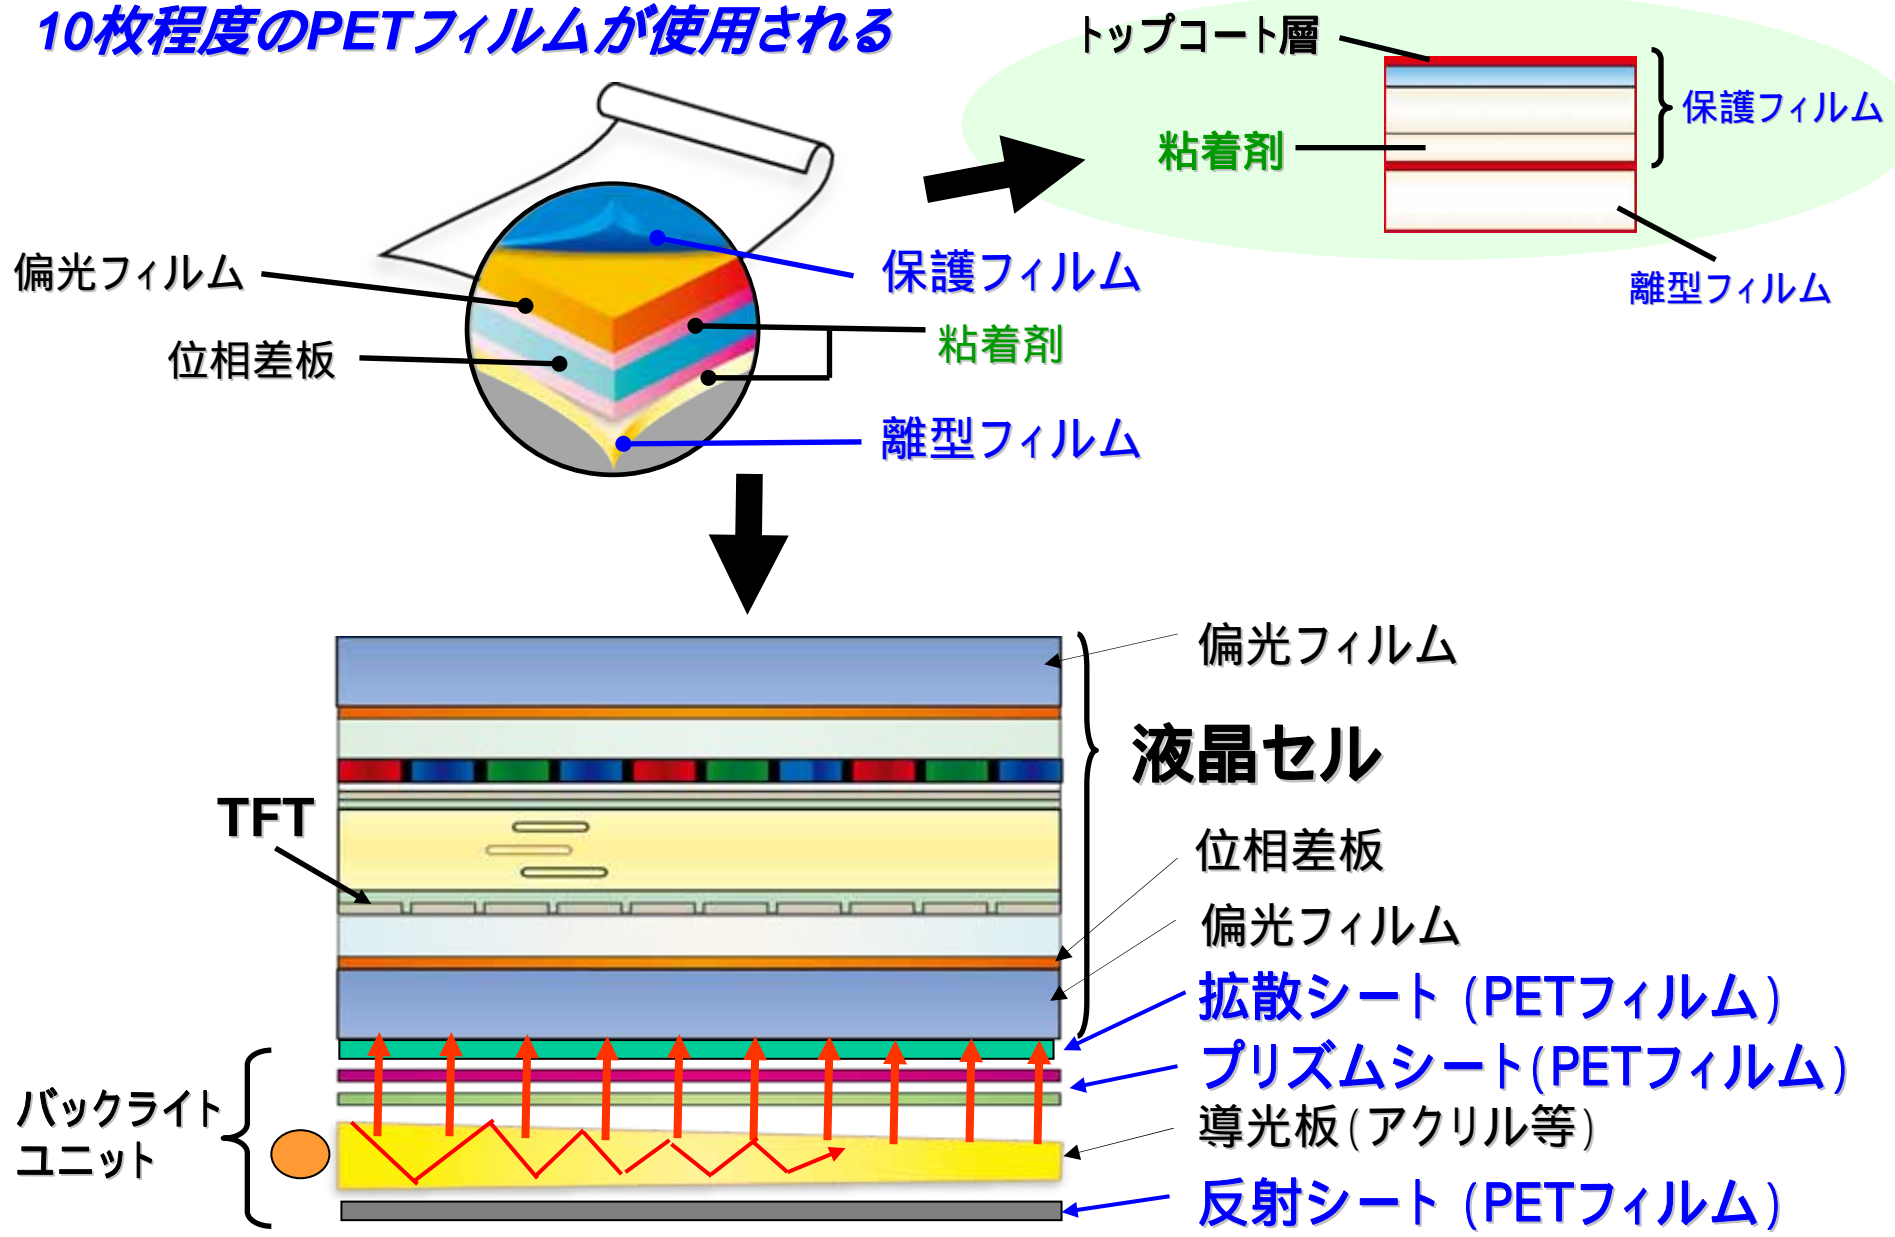 10枚程度のPETフィルムが使用される
トップコート層
保護フィルム
粘着剤
離型フィルム
偏光フィルム
位相差板
保護フィルム
粘着剤
離型フィルム
偏光フィルム
液晶セル
TFT
位相差板
偏光フィルム
拡散シート (PETフィルム)
プリズムシート(PETフィルム)
導光板(アクリル等)
反射シート (PETフィルム)
バックライト
ユニット